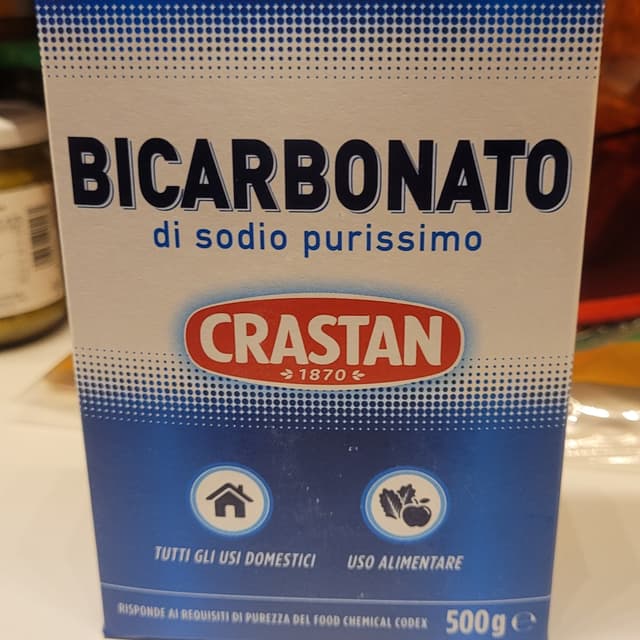 BICARBONATO
di sodio purissimo
CRASTAN
1870
TUTTI GLI USI DOMESTICI
USO ALIMENTARE
RISPONDE AI REQUISITI DI PUREZZA DEL FOOD CHEMICAL CODEX
500g ℮